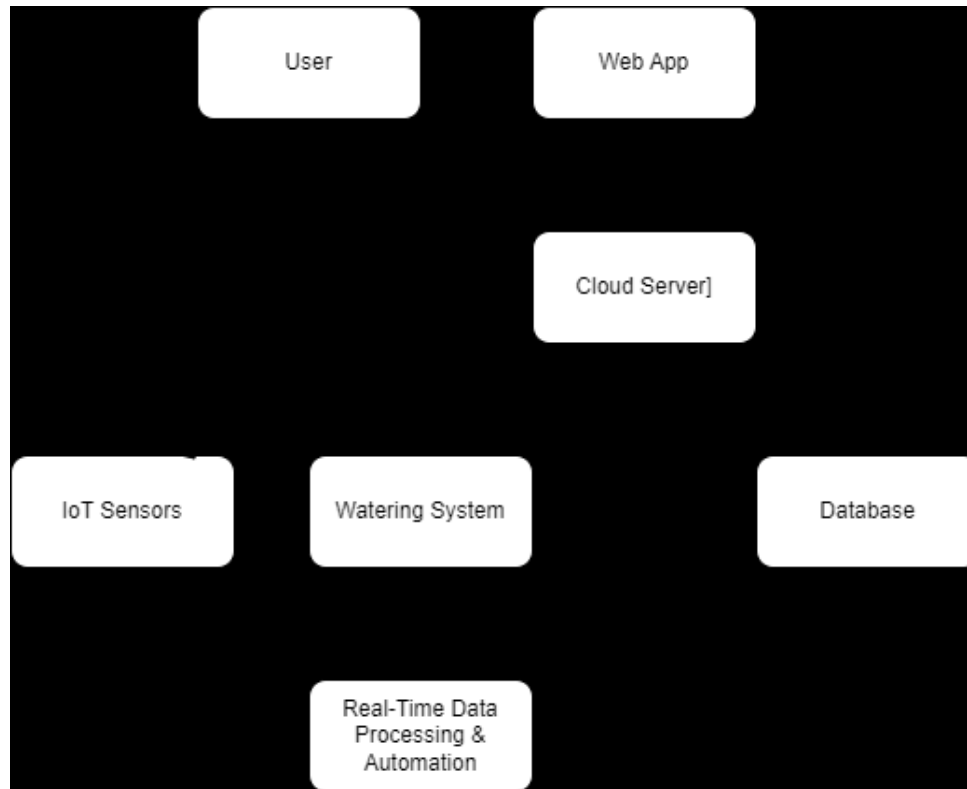 User
Web App
Cloud Server]
IoT Sensors
Watering System
Database
Real-Time Data
Processing &
Automation